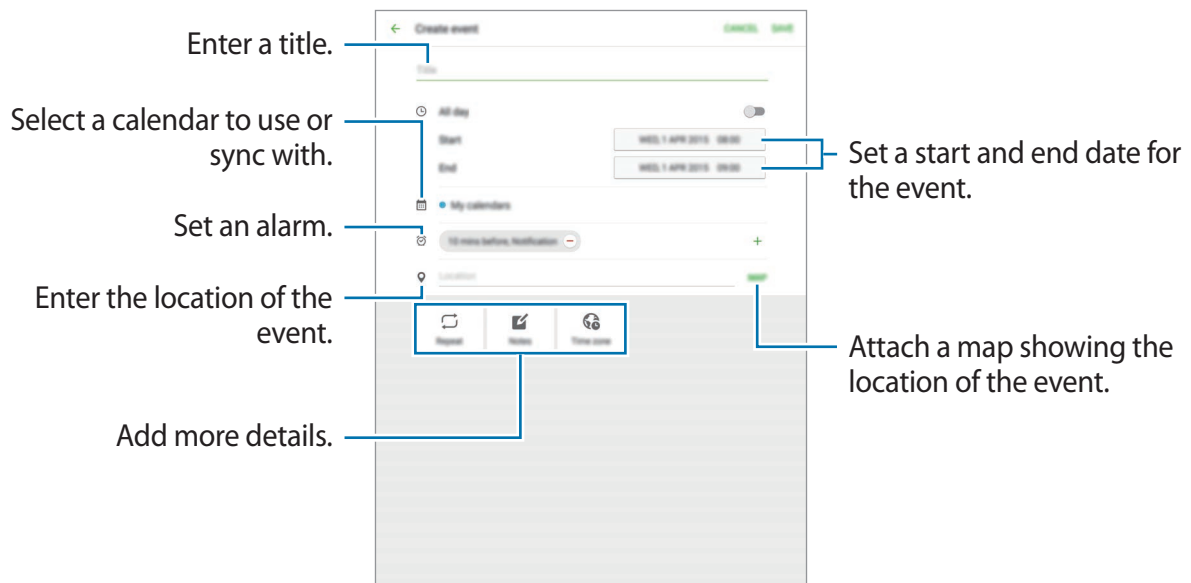 Create event
CANCEL SAVE
Enter a title.
Title
All day
Select a calendar to use or
sync with.
Start
WED, 1 APR 2015 08:00
End
WED, 1 APR 2015 09:00
Set a start and end date for
the event.
My calendars
Set an alarm.
10 mins before, Notification
Location
MAP
Enter the location of the
event.
Repeat
Notes
Time zone
Attach a map showing the
location of the event.
Add more details.